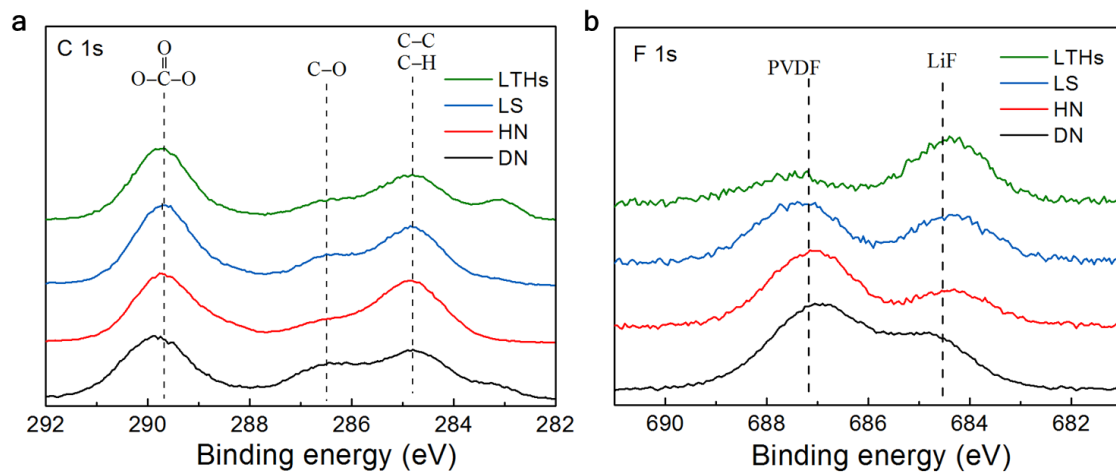 a
C 1s
O
O–C–O
C–O
C–C
C–H
LTHs
LS
HN
DN
292 290 288 286 284 282
Binding energy (eV)
b
F 1s
PVDF
LiF
LTHs
LS
HN
DN
690 688 686 684 682
Binding energy (eV)